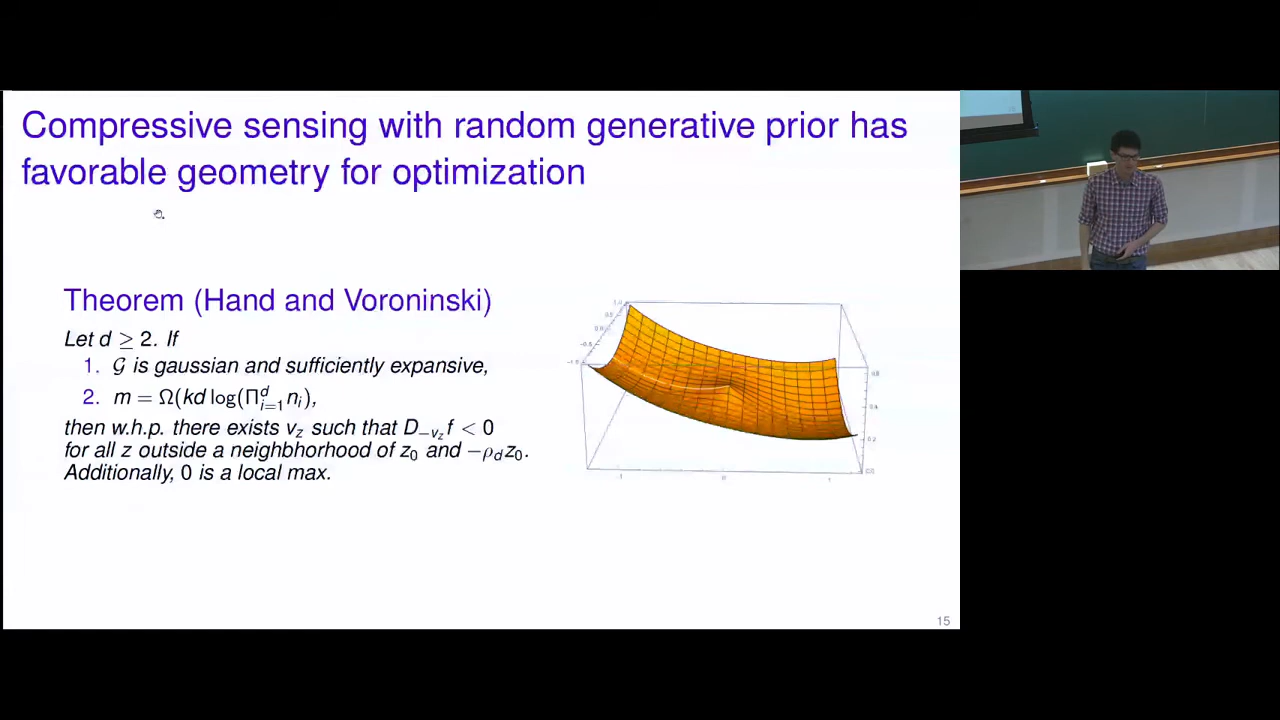 Compressive sensing with random generative prior has
favorable geometry for optimization
Theorem (Hand and Voroninski)
Let d ≥ 2. If
1. 𝒢 is gaussian and sufficiently expansive,
2. m = Ω(kd log(Π_{i=1}^d n_i),
then w.h.p. there exists v_z such that D_{-v_z} f < 0
for all z outside a neighbhorhood of z_0 and −ρ_d z_0.
Additionally, 0 is a local max.
15